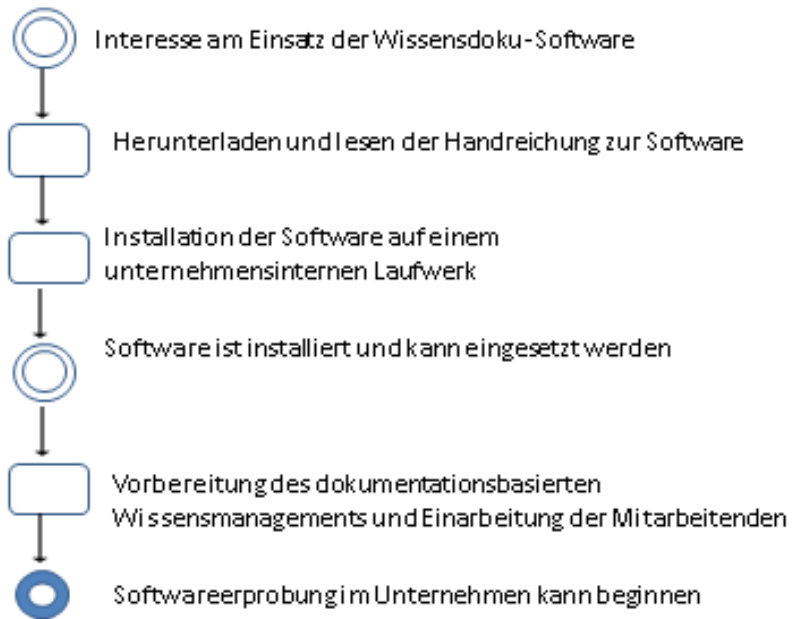 Interesse am Einsatz der Wissensdoku-Software
Herunterladen und lesen der Handreichung zur Software
Installation der Software auf einem
unternehmensinternen Laufwerk
Software ist installiert und kann eingesetzt werden
Vorbereitung des dokumentationsbasierten
Wissensmanagements und Einarbeitung der Mitarbeitenden
Softwareerprobung im Unternehmen kann beginnen